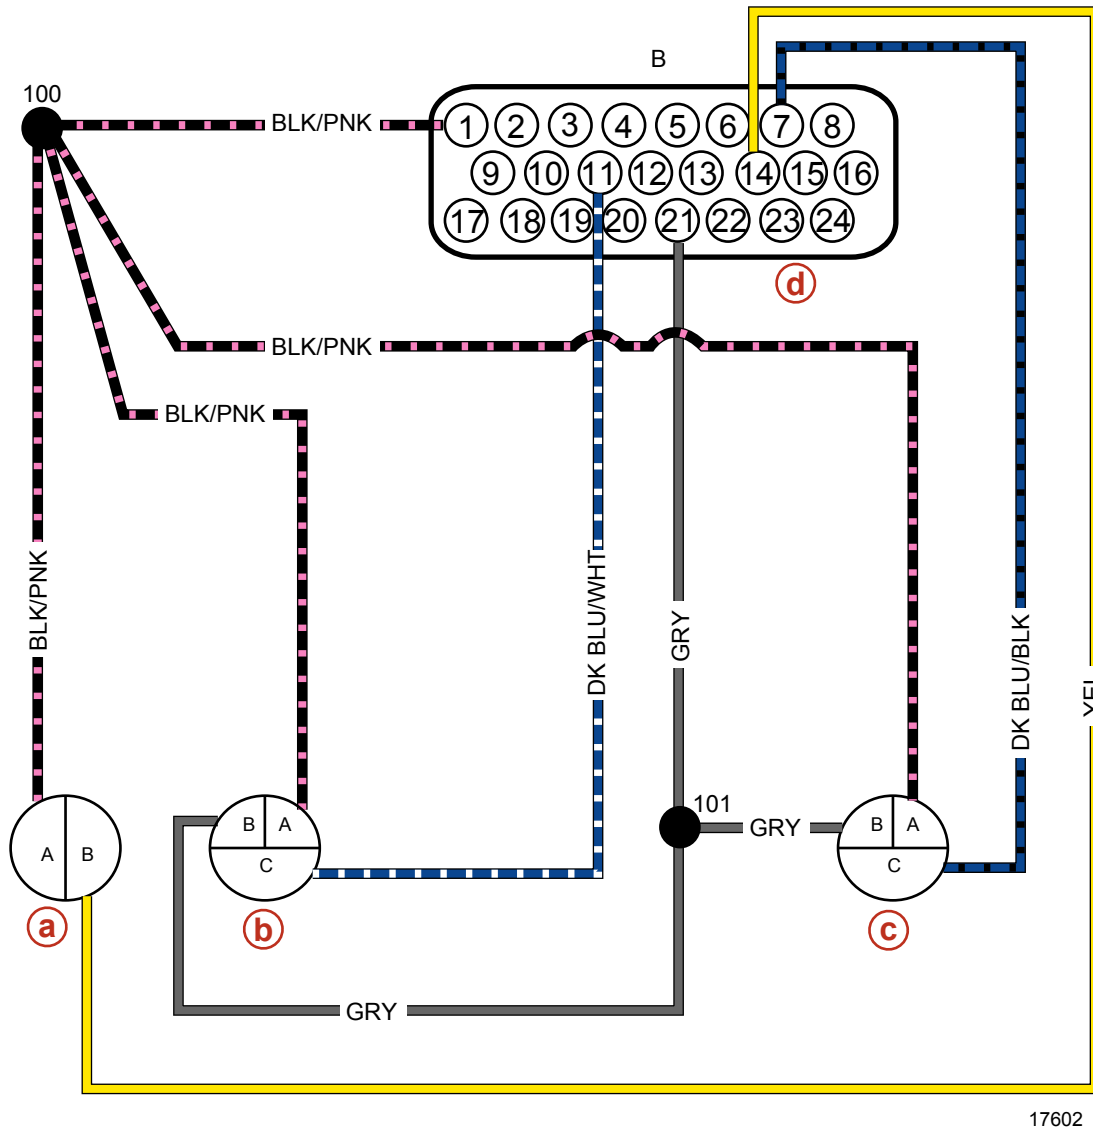 B
100
BLK/PNK
1 2 3 4 5 6 7 8
9 10 11 12 13 14 15 16
17 18 19 20 21 22 23 24
d
BLK/PNK
BLK/PNK
BLK/PNK
DK BLU/WHT
GRY
DK BLU/BLK
YEL
101
GRY
A B
B A
C
B A
C
a
b
c
GRY
17602